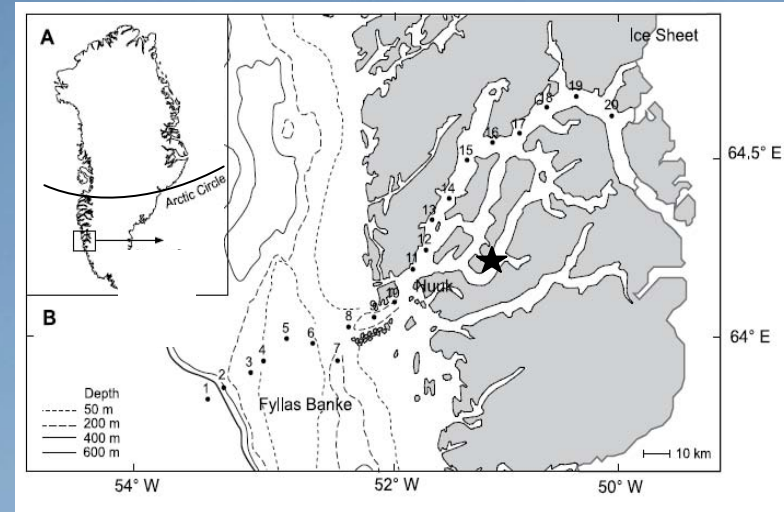 A
Arctic Circle
B
Ice Sheet
19
18
20
17
16
15
14
13
12
11
Nuuk
10
9
8
5
6
7
4
3
2
1
Fyllas Banke
Depth
50 m
200 m
400 m
600 m
10 km
64.5° E
64° E
54° W
52° W
50° W